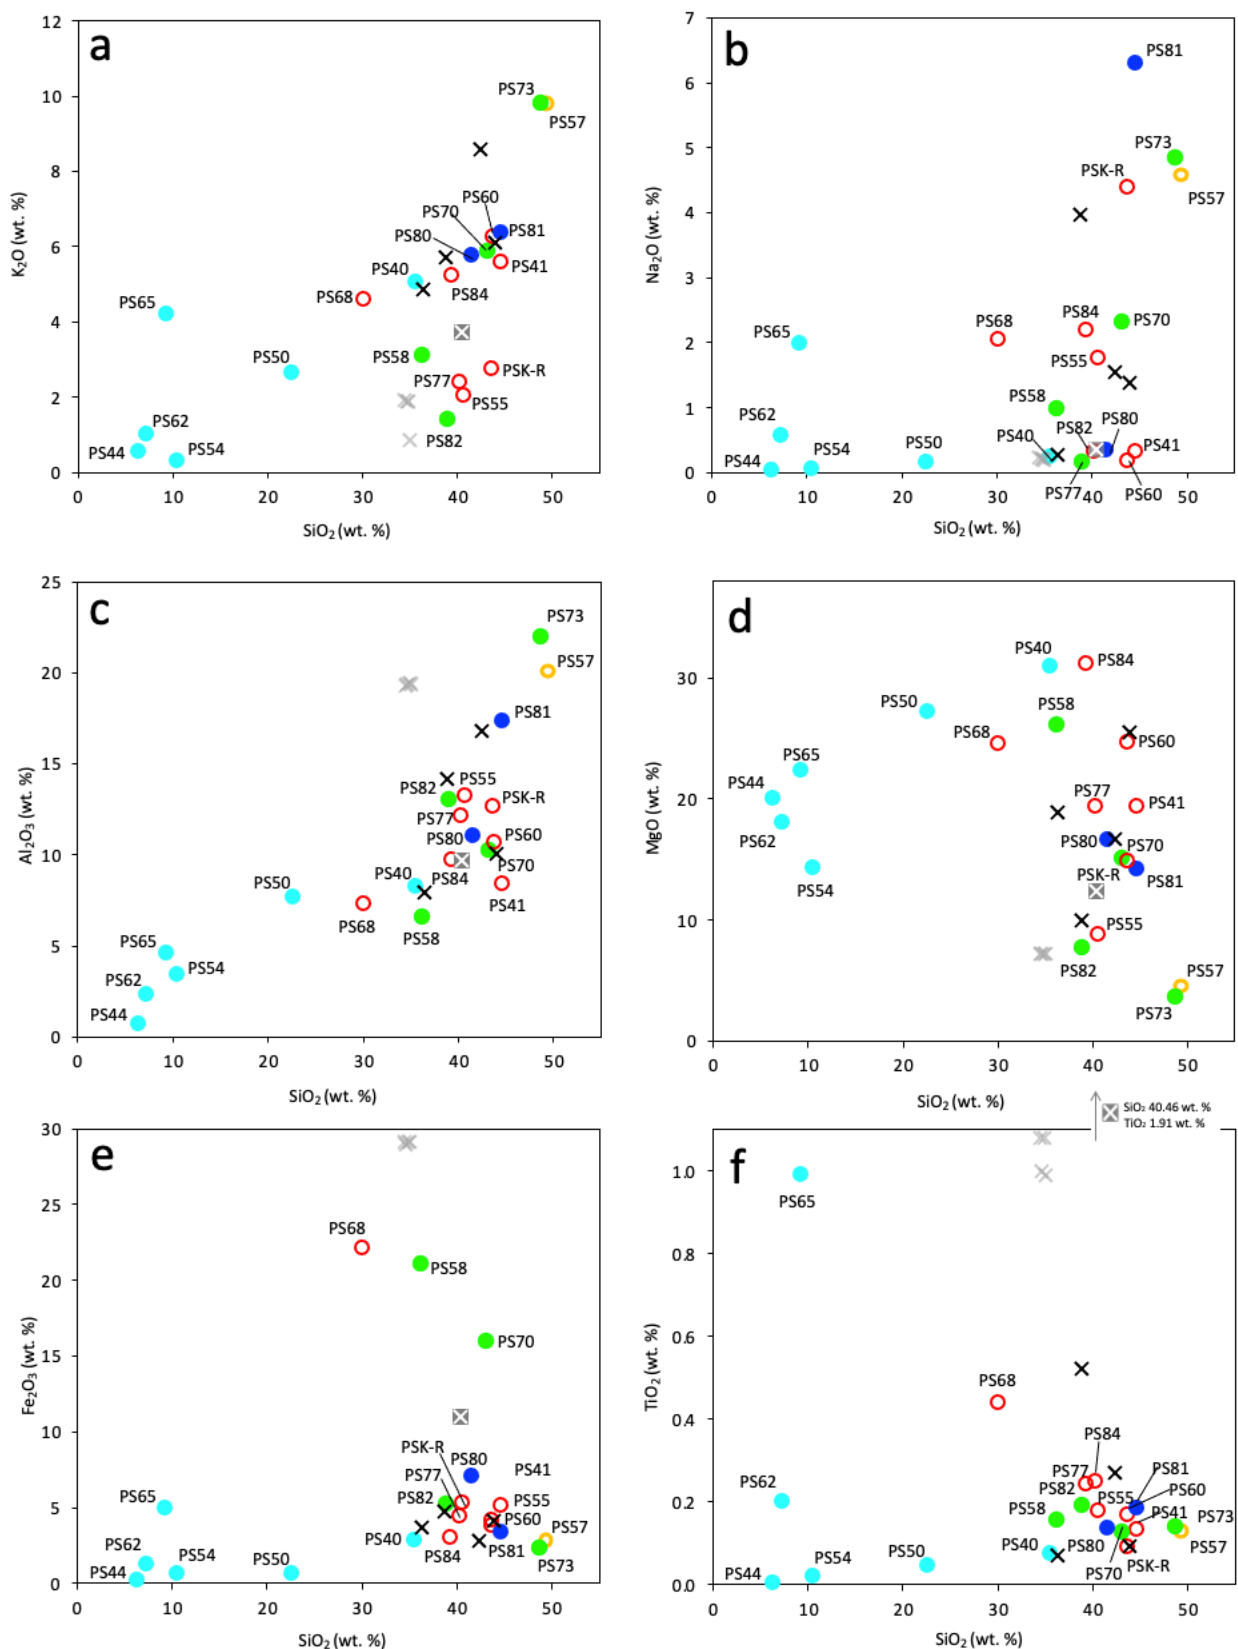 a
12
10
8
6
4
2
0
K₂O (wt. %)
PS73
PS57
PS60
PS70
PS81
PS80
PS41
PS40
PS84
PS68
PS65
PS50
PS58
PSK-R
PS77
PS55
PS62
PS82
PS44
PS54
0 10 20 30 40 50
SiO₂ (wt. %)
b
7
6
5
4
3
2
1
0
Na₂O (wt. %)
PS81
PS73
PSK-R
PS57
PS84
PS70
PS68
PS65
PS55
PS58
PS62
PS82
PS80
PS40
PS41
PS50
PS44
PS54
PS77
PS60
0 10 20 30 40 50
SiO₂ (wt. %)
c
25
20
15
10
5
0
Al₂O₃ (wt. %)
PS73
PS57
PS81
PS55
PS82
PSK-R
PS77
PS80
PS60
PS40
PS84
PS70
PS50
PS41
PS68
PS58
PS65
PS54
PS62
PS44
0 10 20 30 40 50
SiO₂ (wt. %)
d
30
20
10
0
MgO (wt. %)
PS40
PS84
PS50
PS58
PS68
PS60
PS65
PS44
PS77
PS41
PS62
PS80
PS70
PS54
PSK-R
PS81
PS55
PS82
PS57
PS73
0 10 20 30 40 50
SiO₂ (wt. %)
SiO₂ 40.46 wt. %
TiO₂ 1.91 wt. %
e
30
25
20
15
10
5
0
Fe₂O₃ (wt. %)
PS68
PS58
PS70
PSK-R
PS80
PS41
PS77
PS82
PS55
PS65
PS60
PS40
PS57
PS62
PS84
PS81
PS54
PS50
PS73
PS44
0 10 20 30 40 50
SiO₂ (wt. %)
f
1.0
0.8
0.6
0.4
0.2
0.0
TiO₂ (wt. %)
PS65
PS68
PS84
PS77
PS81
PS62
PS82
PS60
PS58
PS55
PS41
PS73
PS40
PS80
PS57
PS50
PS54
PSK-R
PS44
PS70
0 10 20 30 40 50
SiO₂ (wt. %)